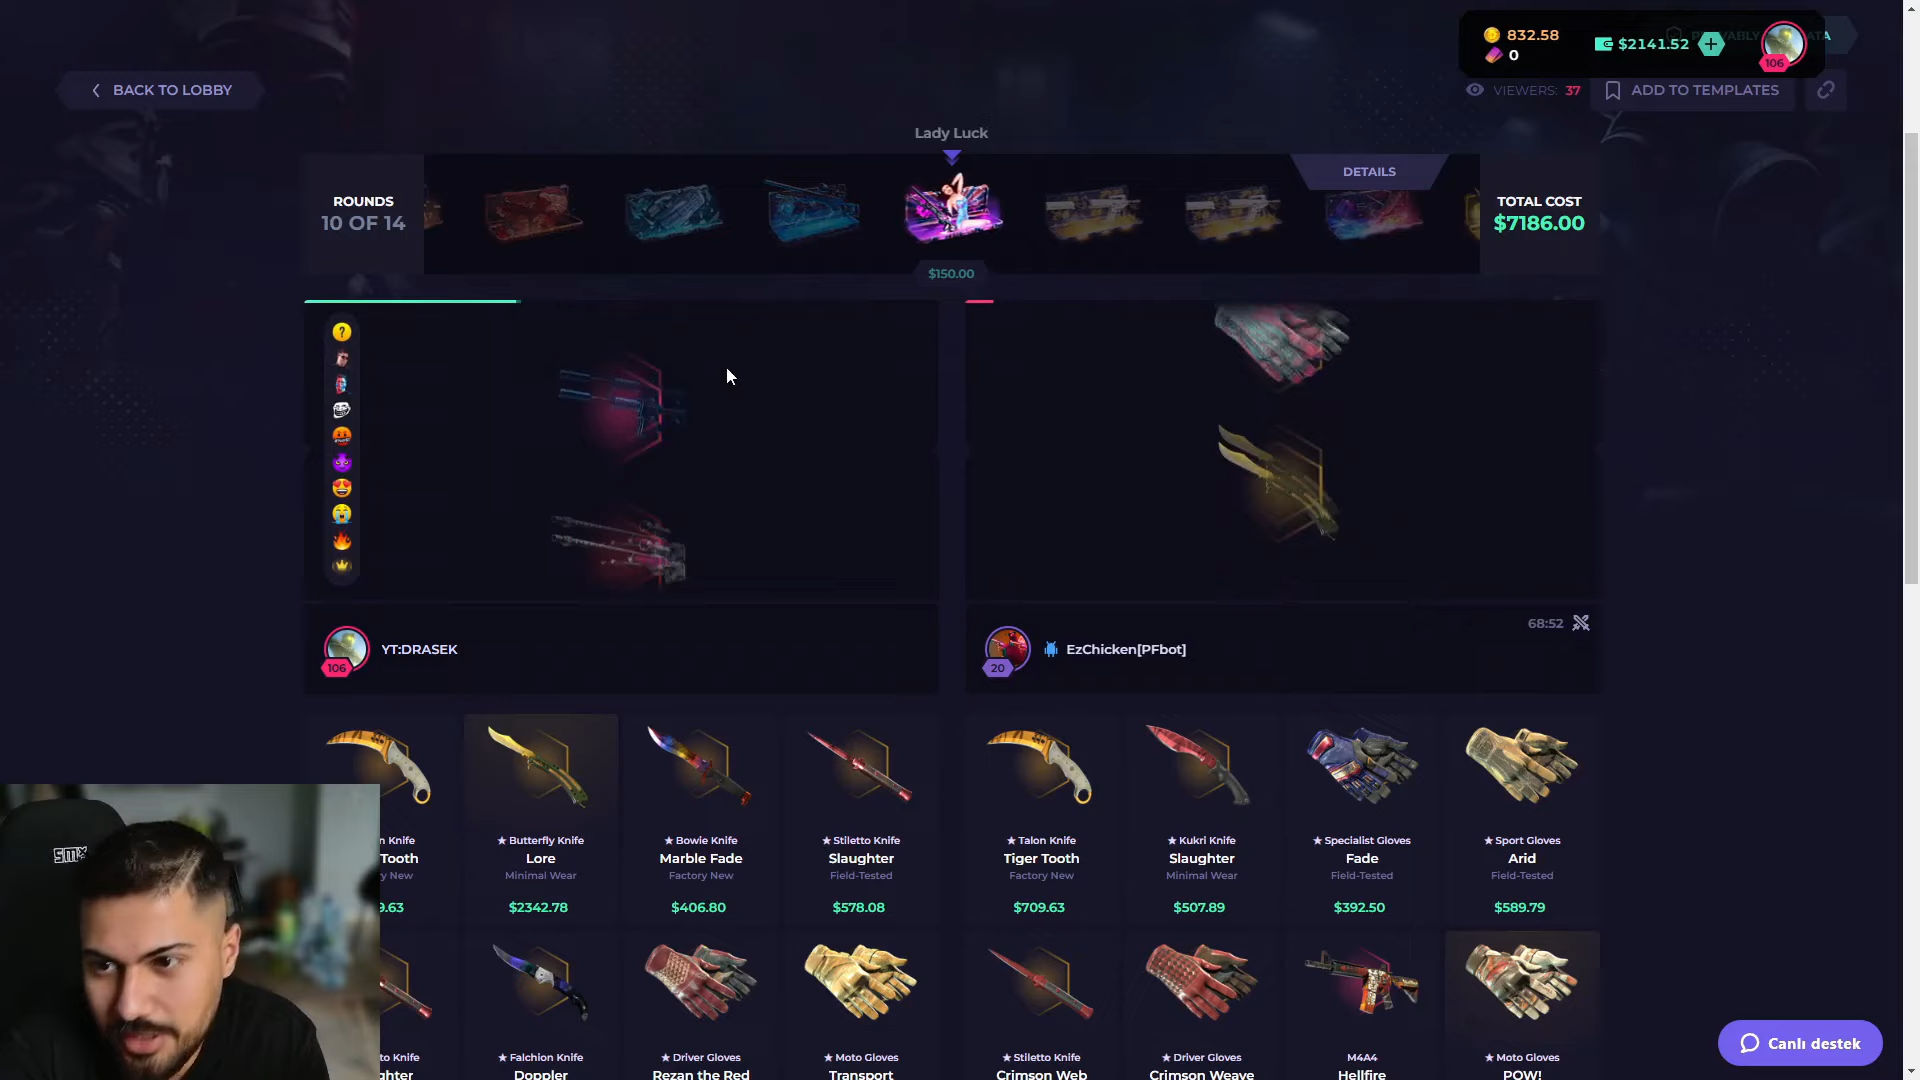 832.58
0
$2141.52
106
BACK TO LOBBY
VIEWERS: 37
ADD TO TEMPLATES
Lady Luck
DETAILS
ROUNDS
10 OF 14
TOTAL COST
$7186.00
$150.00
YT:DRASEK
106
68:52
EzChicken[PFbot]
20
★ Butterfly Knife
Lore
Minimal Wear
$2342.78
★ Bowie Knife
Marble Fade
Factory New
$406.80
★ Stiletto Knife
Slaughter
Field-Tested
$578.08
★ Talon Knife
Tiger Tooth
Factory New
$709.63
★ Kukri Knife
Slaughter
Minimal Wear
$507.89
★ Specialist Gloves
Fade
Field-Tested
$392.50
★ Sport Gloves
Arid
Field-Tested
$589.79
Knife
Tooth
New
★ Falchion Knife
Doppler
★ Driver Gloves
Rezan the Red
★ Moto Gloves
Transport
★ Stiletto Knife
Crimson Web
★ Driver Gloves
Crimson Weave
M4A4
Hellfire
★ Moto Gloves
POW!
Knife
Canlı destek